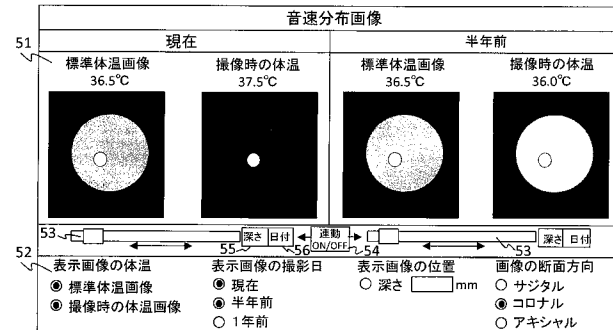 音速分布画像
現在
半年前
51
標準体温画像
36.5℃
撮像時の体温
37.5℃
標準体温画像
36.5℃
撮像時の体温
36.0℃
53
深さ 日付
連動
ON/OFF
深さ 日付
55
56
54
53
52
表示画像の体温
標準体温画像
撮像時の体温画像
表示画像の撮影日
現在
半年前
1年前
表示画像の位置
深さ mm
画像の断面方向
サジタル
コロナル
アキシャル